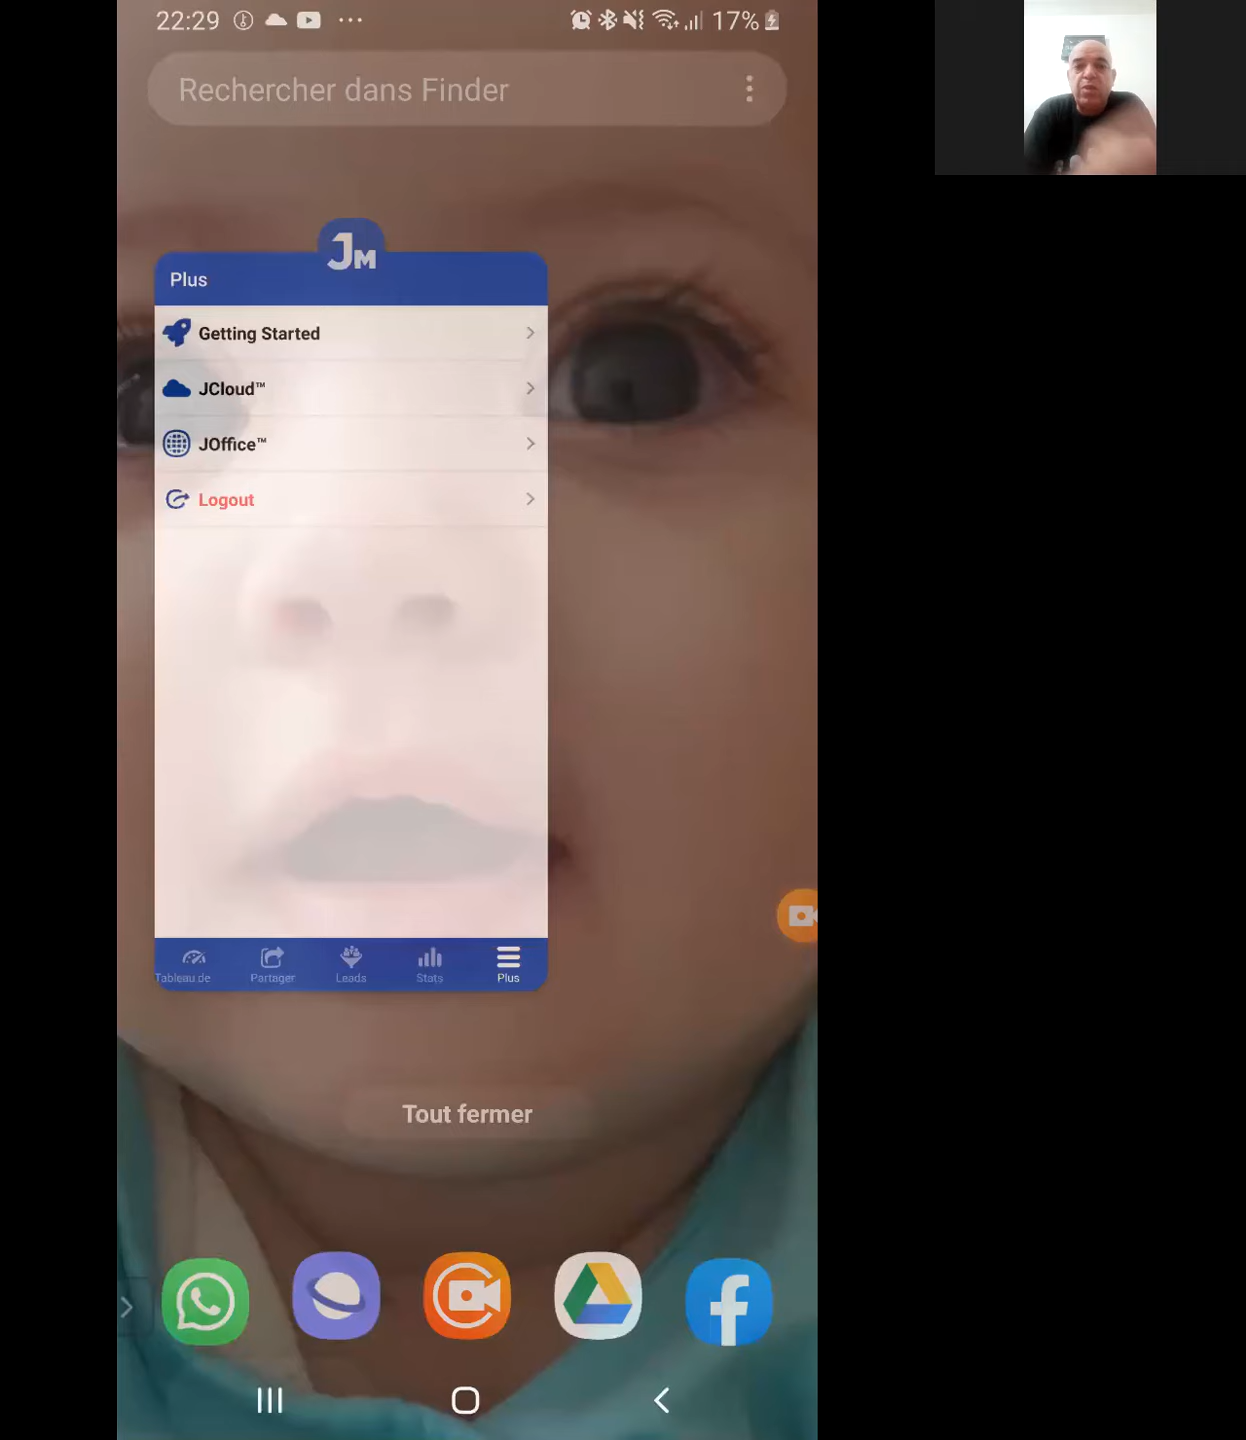 22:29 17%
Rechercher dans Finder
JM
Plus
Getting Started
JCloud™
JOffice™
Logout
Tableau de Partager Leads Stats Plus
Tout fermer